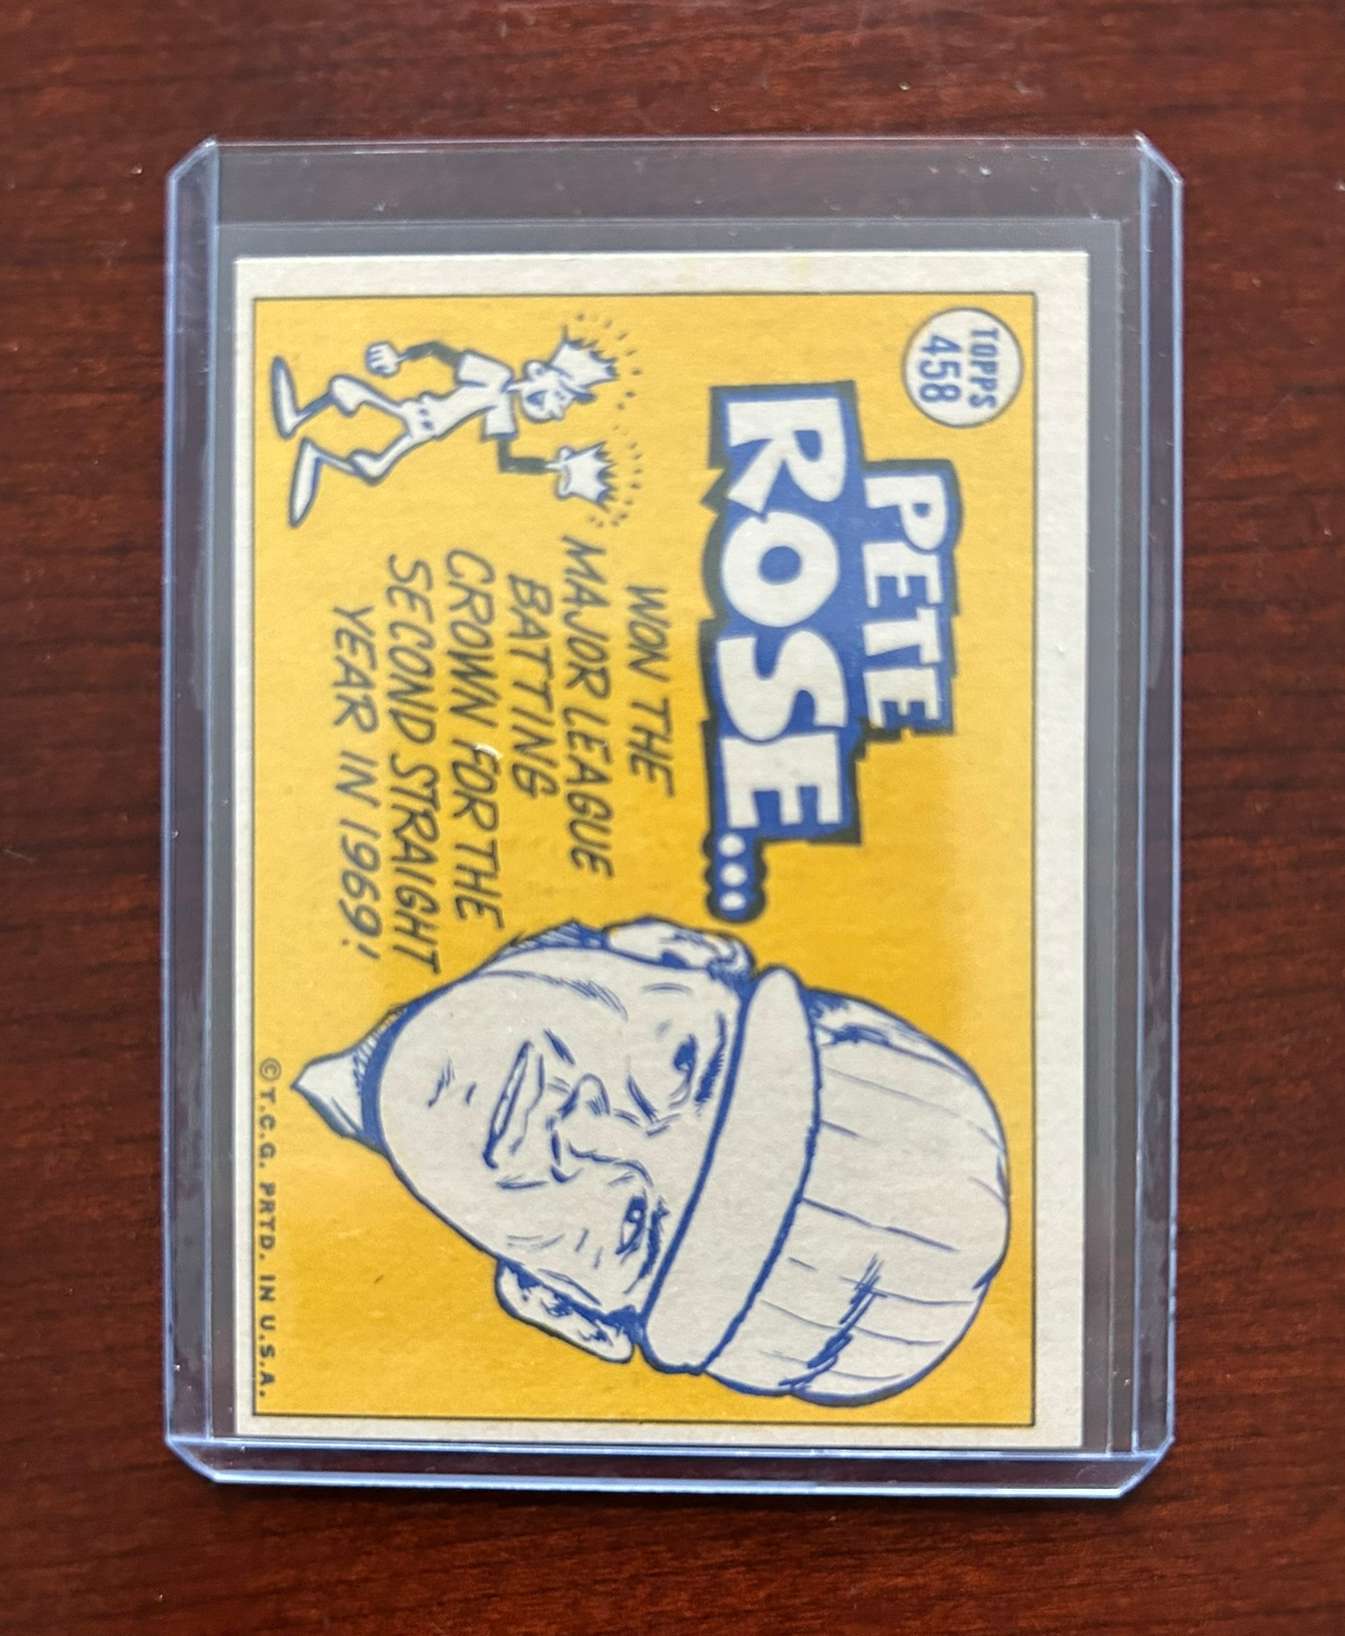 TOPPS
458
PETE
ROSE...
WON THE
MAJOR LEAGUE
BATTING
CROWN FOR THE
SECOND STRAIGHT
YEAR IN 1969!
© T.C.G. PRTD. IN U.S.A.